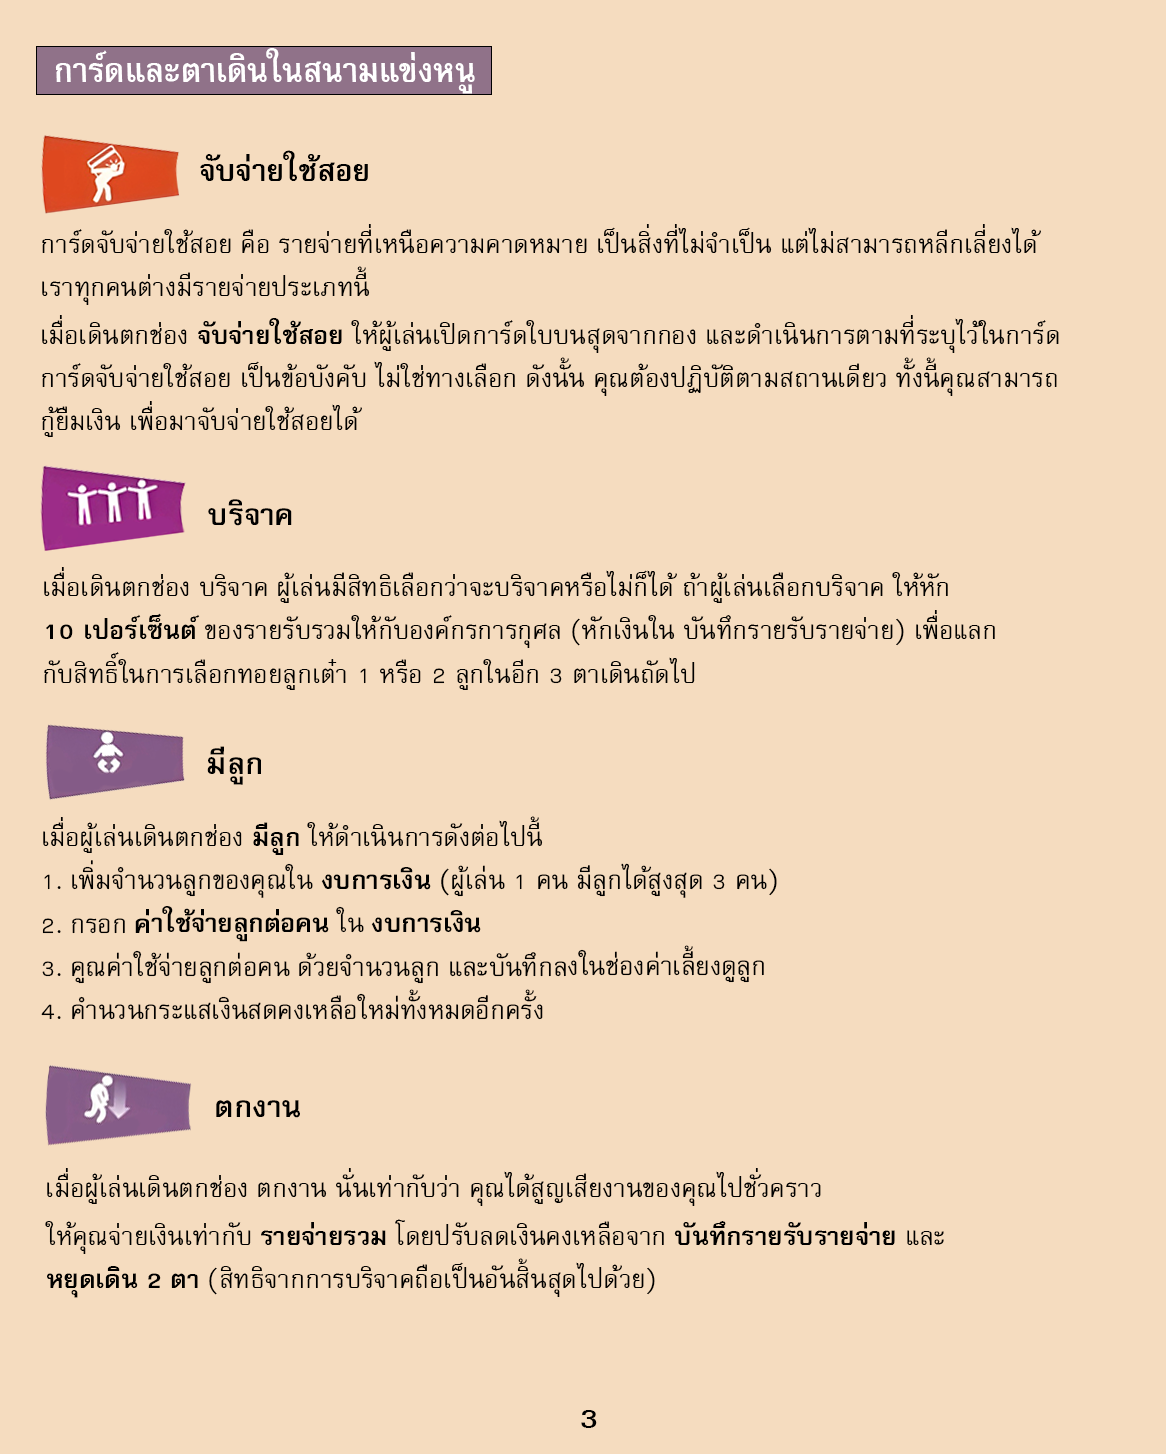 การ์ดและตาเดินในสนามแข่งหนู
จับจ่ายใช้สอย
การ์ดจับจ่ายใช้สอย คือ รายจ่ายที่เหนือความคาดหมาย เป็นสิ่งที่ไม่จำเป็น แต่ไม่สามารถหลีกเลี่ยงได้
เราทุกคนต่างมีรายจ่ายประเภทนี้
เมื่อเดินตกช่อง จับจ่ายใช้สอย ให้ผู้เล่นเปิดการ์ดใบบนสุดจากกอง และดำเนินการตามที่ระบุไว้ในการ์ด
การ์ดจับจ่ายใช้สอย เป็นข้อบังคับ ไม่ใช่ทางเลือก ดังนั้น คุณต้องปฏิบัติตามสถานเดียว ทั้งนี้คุณสามารถ
กู้ยืมเงิน เพื่อมาจับจ่ายใช้สอยได้
บริจาค
เมื่อเดินตกช่อง บริจาค ผู้เล่นมีสิทธิเลือกว่าจะบริจาคหรือไม่ก็ได้ ถ้าผู้เล่นเลือกบริจาค ให้หัก
10 เปอร์เซ็นต์ ของรายรับรวมให้กับองค์กรการกุศล (หักเงินใน บันทึกรายรับรายจ่าย) เพื่อแลก
กับสิทธิ์ในการเลือกทอยลูกเต๋า 1 หรือ 2 ลูกในอีก 3 ตาเดินถัดไป
มีลูก
เมื่อผู้เล่นเดินตกช่อง มีลูก ให้ดำเนินการดังต่อไปนี้
1. เพิ่มจำนวนลูกของคุณใน งบการเงิน (ผู้เล่น 1 คน มีลูกได้สูงสุด 3 คน)
2. กรอก ค่าใช้จ่ายลูกต่อคน ใน งบการเงิน
3. คูณค่าใช้จ่ายลูกต่อคน ด้วยจำนวนลูก และบันทึกลงในช่องค่าเลี้ยงดูลูก
4. คำนวนกระแสเงินสดคงเหลือใหม่ทั้งหมดอีกครั้ง
ตกงาน
เมื่อผู้เล่นเดินตกช่อง ตกงาน นั่นเท่ากับว่า คุณได้สูญเสียงานของคุณไปชั่วคราว
ให้คุณจ่ายเงินเท่ากับ รายจ่ายรวม โดยปรับลดเงินคงเหลือจาก บันทึกรายรับรายจ่าย และ
หยุดเดิน 2 ตา (สิทธิจากการบริจาคถือเป็นอันสิ้นสุดไปด้วย)
3